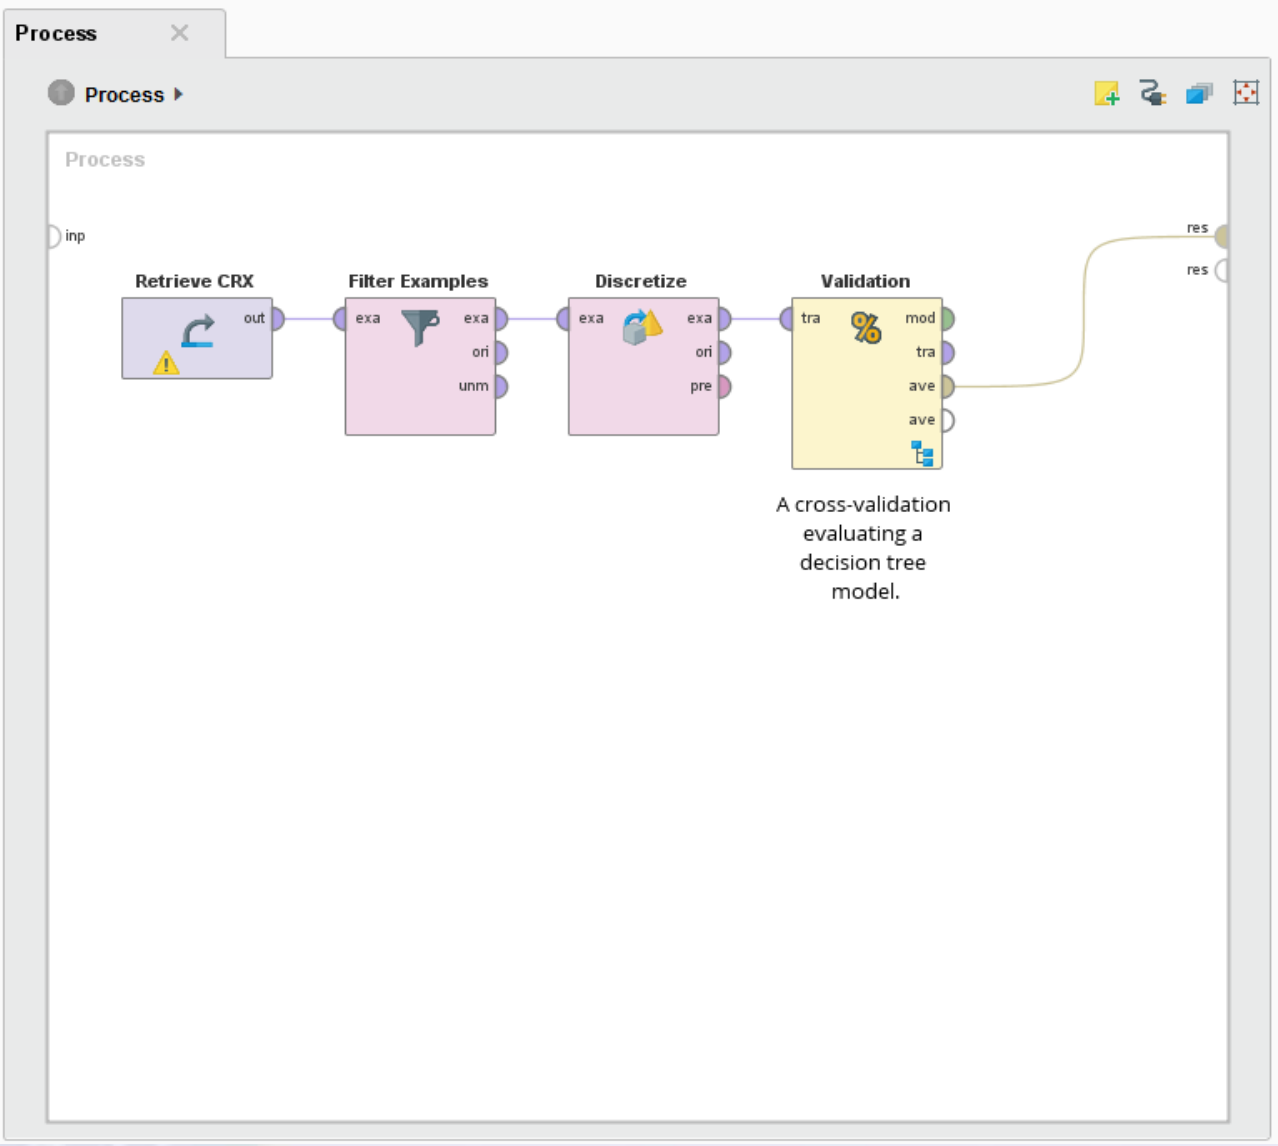 Process
Process
Process
inp
res
res
Retrieve CRX
out
Filter Examples
exa
exa
ori
unm
Discretize
exa
exa
ori
pre
Validation
tra
mod
tra
ave
ave
%
A cross-validation
evaluating a
decision tree
model.